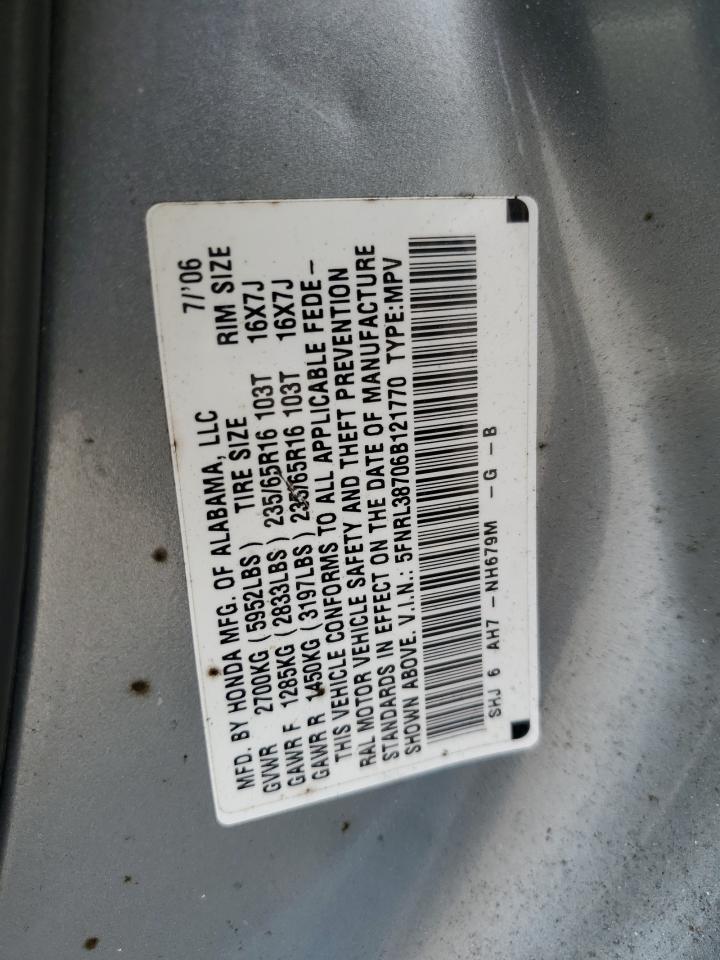 MFD. BY HONDA MFG. OF ALABAMA, LLC 7/'06
GVWR 2700KG (5952LBS) TIRE SIZE RIM SIZE
GAWR F 1285KG (2833LBS) 235/65R16 103T 16X7J
GAWR R 1450KG (3197LBS) 235/65R16 103T 16X7J
THIS VEHICLE CONFORMS TO ALL APPLICABLE FEDE-
RAL MOTOR VEHICLE SAFETY AND THEFT PREVENTION
STANDARDS IN EFFECT ON THE DATE OF MANUFACTURE
SHOWN ABOVE. V.I.N.: 5FNRL38706B121770 TYPE:MPV
SHJ 6 AH7 - NH679M - G - B